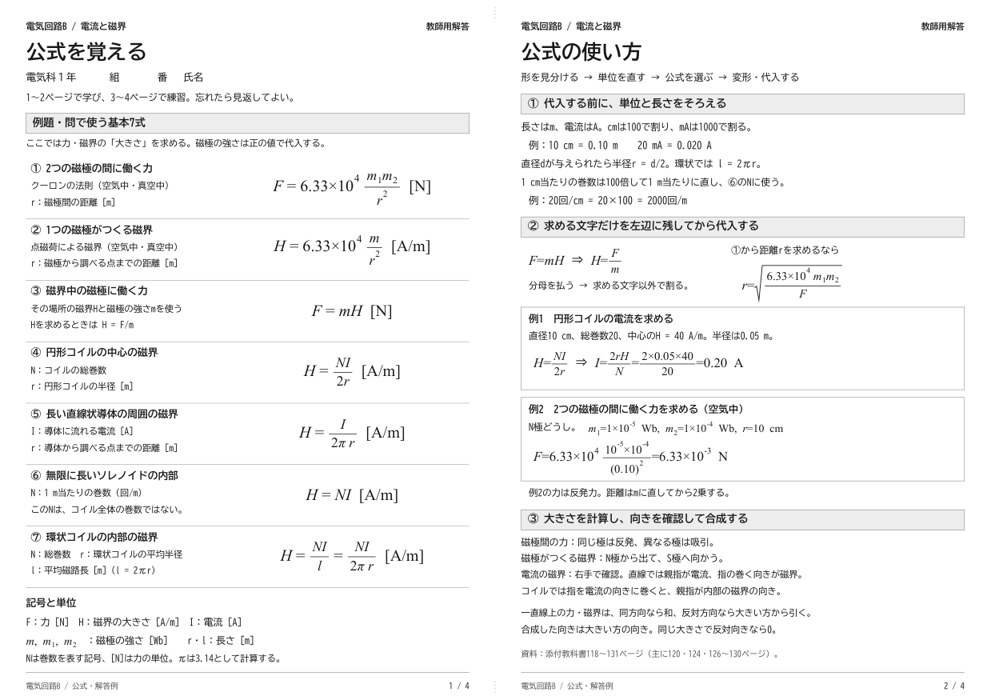 電気回路B / 電流と磁界
教師用解答
公式を覚える
電気科１年　　　組　　　番　氏名
1～2ページで学び、3～4ページで練習。忘れたら見返してよい。
例題・問で使う基本7式
ここでは力・磁界の「大きさ」を求める。磁極の強さは正の値で代入する。
① 2つの磁極の間に働く力
クーロンの法則（空気中・真空中）
r：磁極間の距離［m］
F = 6.33×10^4 m₁m₂/r² [N]
② 1つの磁極がつくる磁界
点磁荷による磁界（空気中・真空中）
r：磁極から調べる点までの距離［m］
H = 6.33×10^4 m/r² [A/m]
③ 磁界中の磁極に働く力
その場所の磁界Hと磁極の強さmを使う
Hを求めるときは H = F/m
F = mH [N]
④ 円形コイルの中心の磁界
N：コイルの総巻数
r：円形コイルの半径［m］
H = NI/2r [A/m]
⑤ 長い直線状導体の周囲の磁界
I：導体に流れる電流［A］
r：導体から調べる点までの距離［m］
H = I/2π r [A/m]
⑥ 無限に長いソレノイドの内部
N：1 m当たりの巻数（回/m）
このNは、コイル全体の巻数ではない。
H = NI [A/m]
⑦ 環状コイルの内部の磁界
N：総巻数　r：環状コイルの平均半径
l：平均磁路長［m］(l = 2πr)
H = NI/l = NI/2π r [A/m]
記号と単位
F：力［N］　H：磁界の大きさ［A/m］　I：電流［A］
m, m₁, m₂　：磁極の強さ［Wb］　　r・l：長さ［m］
Nは巻数を表す記号、[N]は力の単位。πは3.14として計算する。
電気回路B / 公式・解答例
1 / 4
電気回路B / 電流と磁界
教師用解答
公式の使い方
形を見分ける → 単位を直す → 公式を選ぶ → 変形・代入する
① 代入する前に、単位と長さをそろえる
長さはm、電流はA。cmは100で割り、mAは1000で割る。
例：10 cm = 0.10 m　　20 mA = 0.020 A
直径dが与えられたら半径r = d/2。環状では l = 2πr。
1 cm当たりの巻数は100倍して1 m当たりに直し、⑥のNに使う。
例：20回/cm = 20×100 = 2000回/m
② 求める文字だけを左辺に残してから代入する
F=mH ⇒ H=F/m
分母を払う → 求める文字以外で割る。
①から距離rを求めるなら
r=√(6.33×10^4 m₁m₂/F)
例1　円形コイルの電流を求める
直径10 cm、総巻数20、中心のH = 40 A/m。半径は0.05 m。
H=NI/2r ⇒ I=2rH/N=2×0.05×40/20=0.20 A
例2　2つの磁極の間に働く力を求める（空気中）
N極どうし。 m₁=1×10^-5 Wb, m₂=1×10^-4 Wb, r=10 cm
F=6.33×10^4 10^-5×10^-4/(0.10)²=6.33×10^-3 N
例2の力は反発力。距離はmに直してから2乗する。
③ 大きさを計算し、向きを確認して合成する
磁極間の力：同じ極は反発、異なる極は吸引。
磁極がつくる磁界：N極から出て、S極へ向かう。
電流の磁界：右手で確認。直線では親指が電流、指の巻く向きが磁界。
コイルでは指を電流の向きに巻くと、親指が内部の磁界の向き。
一直線上の力・磁界は、同方向なら和、反対方向なら大きい方から引く。
合成した向きは大きい方の向き。同じ大きさで反対向きなら0。
資料：添付教科書118～131ページ（主に120・124・126～130ページ）。
電気回路B / 公式・解答例
2 / 4